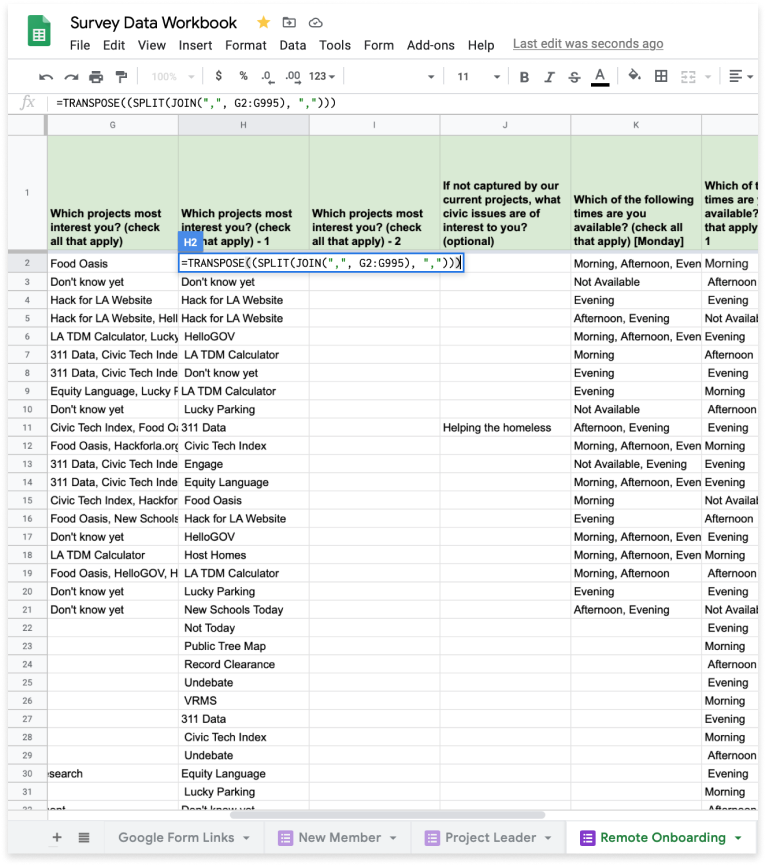 Survey Data Workbook
File Edit View Insert Format Data Tools Form Add-ons Help Last edit was seconds ago
100% $ % .0 .00 123 11 B I S A
fx =TRANSPOSE((SPLIT(JOIN(",", G2:G995), ",")))
G H I J K
1 Which projects most interest you? (check all that apply) Which projects most interest you? (check all that apply) - 1 Which projects most interest you? (check all that apply) - 2 If not captured by our current projects, what civic issues are of interest to you? (optional) Which of the following times are you available? (check all that apply) [Monday] Which of t times are available? that apply 1
H2
2 Food Oasis =TRANSPOSE((SPLIT(JOIN(",", G2:G995), ","))) Morning, Afternoon, Even Morning
3 Don't know yet Don't know yet Not Available Afternoon
4 Hack for LA Website Hack for LA Website Evening Evening
5 Hack for LA Website, Hell Hack for LA Website Afternoon, Evening Not Availal
6 LA TDM Calculator, Lucky HelloGOV Morning, Afternoon, Even Evening
7 311 Data, Civic Tech Inde LA TDM Calculator Morning Afternoon
8 311 Data, Civic Tech Inde Don't know yet Evening Evening
9 Equity Language, Lucky F LA TDM Calculator Evening Morning
10 Don't know yet Lucky Parking Not Available Afternoon
11 Civic Tech Index, Food Oa 311 Data Helping the homeless Afternoon, Evening Evening
12 Food Oasis, Hackforla.org Civic Tech Index Morning, Afternoon, Even Morning
13 311 Data, Civic Tech Inde Engage Not Available, Evening Evening
14 311 Data, Civic Tech Inde Equity Language Morning, Afternoon, Even Evening
15 Civic Tech Index, Hackfor Food Oasis Morning Not Availal
16 Food Oasis, New Schools Hack for LA Website Evening Afternoon
17 Don't know yet HelloGOV Morning, Afternoon, Even Evening
18 LA TDM Calculator Host Homes Morning, Afternoon, Even Morning
19 Food Oasis, HelloGOV, H LA TDM Calculator Morning, Afternoon Afternoon
20 Don't know yet Lucky Parking Evening Evening
21 Don't know yet New Schools Today Afternoon, Evening Not Availal
22 Not Today Evening
23 Public Tree Map Morning
24 Record Clearance Afternoon
25 Undebate Evening
26 VRMS Morning
27 311 Data Evening
28 Civic Tech Index Morning
29 Undebate Afternoon
30 search Equity Language Evening
31 Lucky Parking Morning
32 Don't know yet Afternoon
Google Form Links New Member Project Leader Remote Onboarding